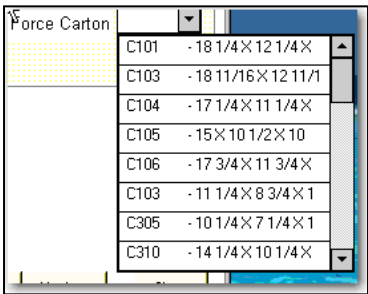 Force Carton
C101 - 18 1/4 X 12 1/4 X
C103 - 18 11/16 X 12 11/1
C104 - 17 1/4 X 11 1/4 X
C105 - 15 X 10 1/2 X 10
C106 - 17 3/4 X 11 3/4 X
C103 - 11 1/4 X 8 3/4 X 1
C305 - 10 1/4 X 7 1/4 X 1
C310 - 14 1/4 X 10 1/4 X